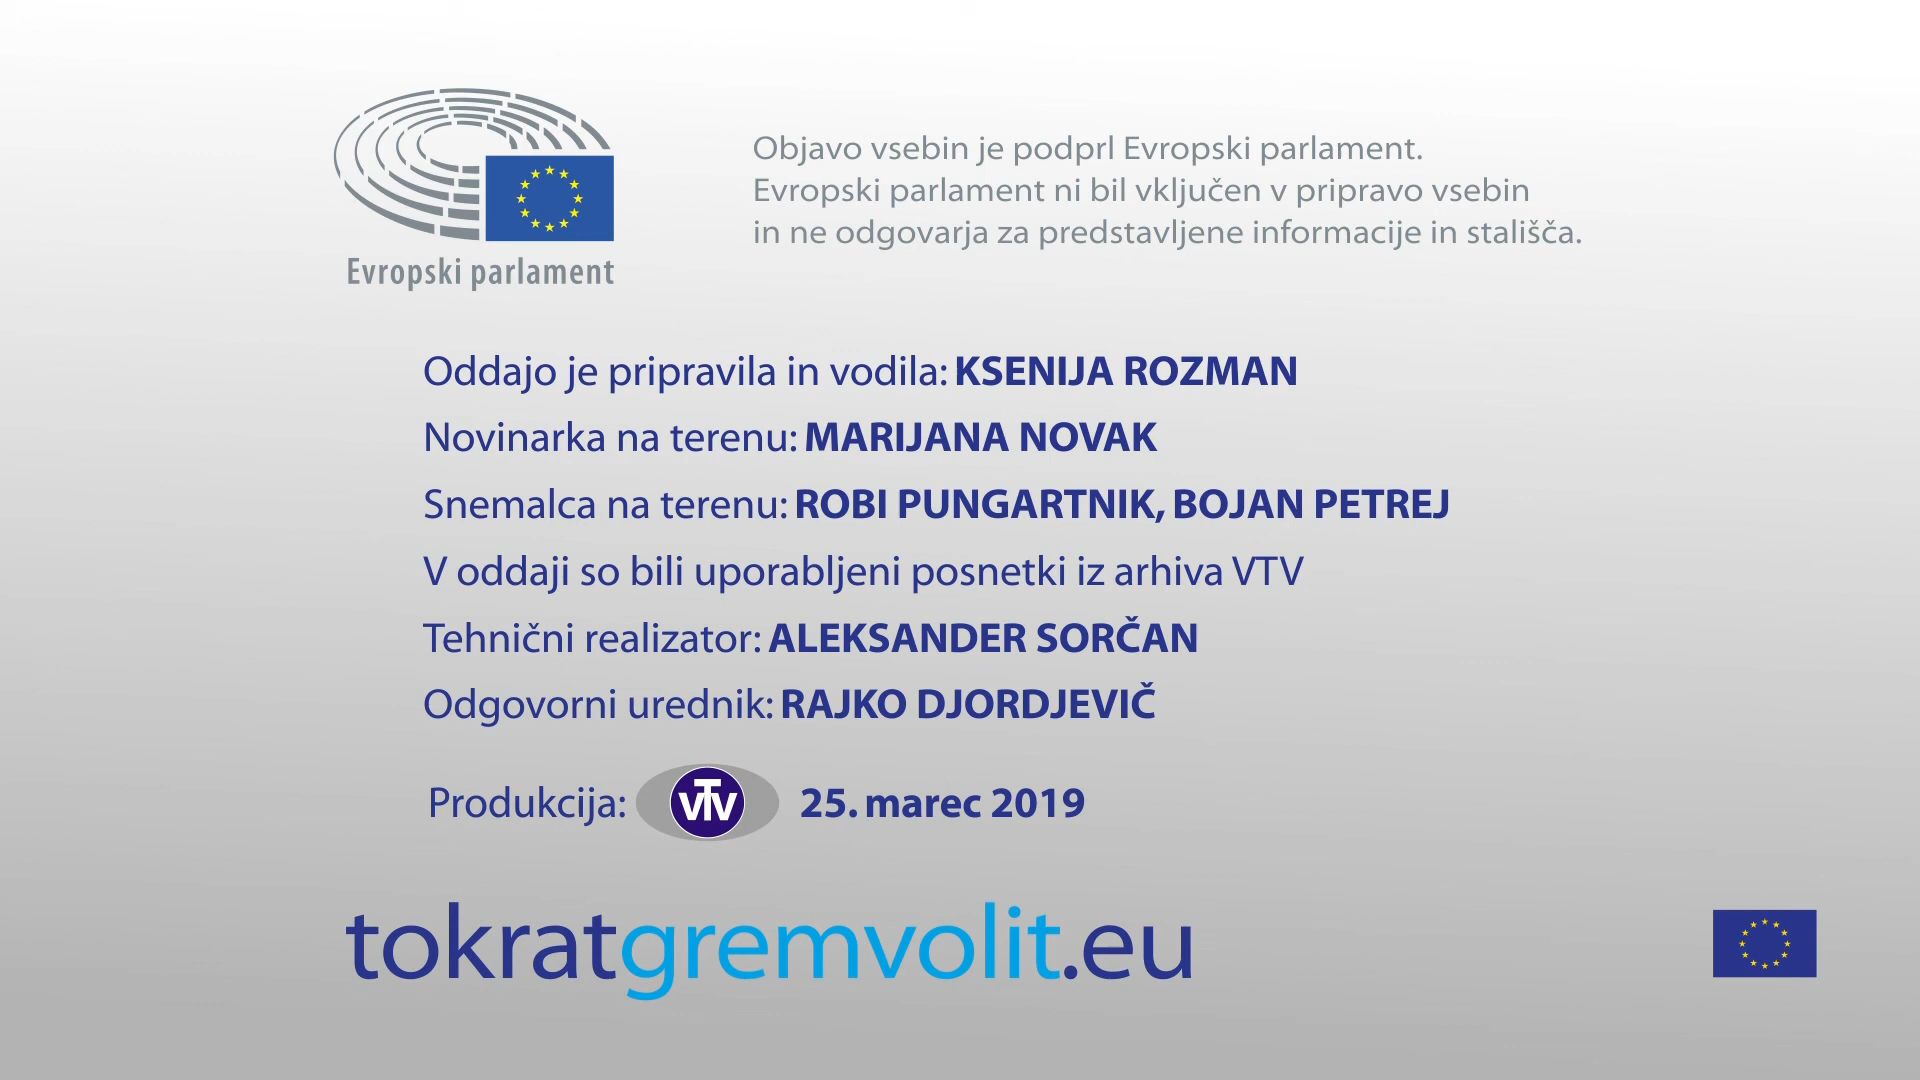 Evropski parlament
Objavo vsebin je podprl Evropski parlament.
Evropski parlament ni bil vključen v pripravo vsebin
in ne odgovarja za predstavljene informacije in stališča.
Oddajo je pripravila in vodila: KSENIJA ROZMAN
Novinarka na terenu: MARIJANA NOVAK
Snemalca na terenu: ROBI PUNGARTNIK, BOJAN PETREJ
V oddaji so bili uporabljeni posnetki iz arhiva VTV
Tehnični realizator: ALEKSANDER SORČAN
Odgovorni urednik: RAJKO DJORDJEVIČ
Produkcija: VTV 25. marec 2019
tokratgremvolit.eu